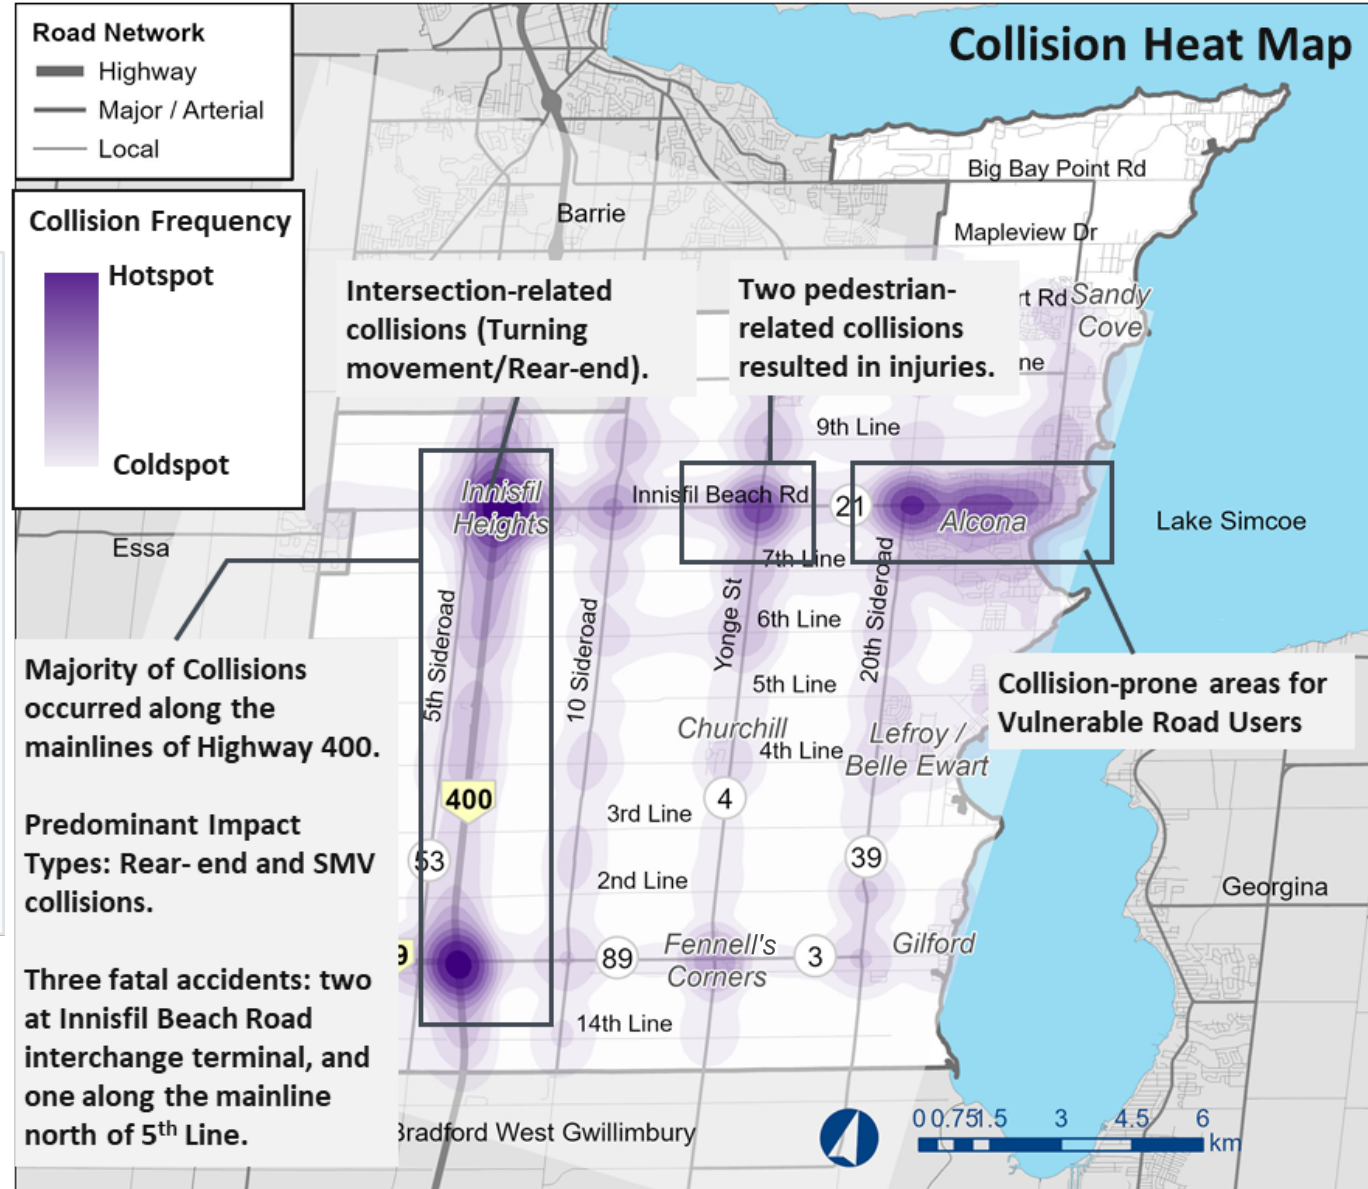 Collision Heat Map
Road Network
Highway
Major / Arterial
Local
Collision Frequency
Hotspot
Coldspot
Big Bay Point Rd
Barrie
Mapleview Dr
Intersection-related
collisions (Turning
movement/Rear-end).
Two pedestrian-
related collisions
resulted in injuries.
rt Rd
Sandy
Cove
ne
9th Line
Innisfil
Heights
Innisfil Beach Rd
21
Alcona
Lake Simcoe
Essa
7th Line
5th Sideroad
10 Sideroad
Yonge St
20th Sideroad
6th Line
5th Line
Churchill
4th Line
Lefroy /
Belle Ewart
Collision-prone areas for
Vulnerable Road Users
Majority of Collisions
occurred along the
mainlines of Highway 400.
Predominant Impact
Types: Rear- end and SMV
collisions.
Three fatal accidents: two
at Innisfil Beach Road
interchange terminal, and
one along the mainline
north of 5th Line.
400
4
3rd Line
53
39
2nd Line
Georgina
9
89
Fennell's
Corners
3
Gilford
14th Line
Bradford West Gwillimbury
0 0.75 1.5 3 4.5 6
km